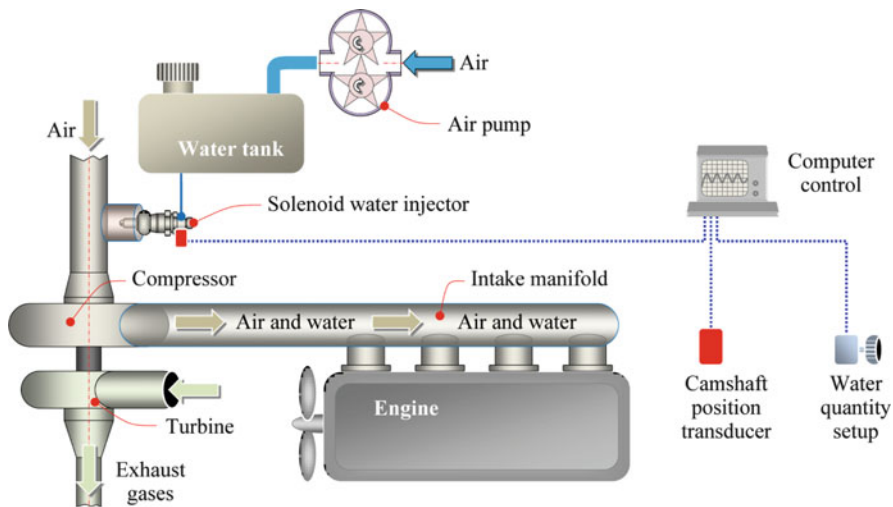 Air
Air
Air pump
Water tank
Computer
control
Solenoid water injector
Compressor
Intake manifold
Air and water
Air and water
Engine
Turbine
Camshaft
position
transducer
Water
quantity
setup
Exhaust
gases